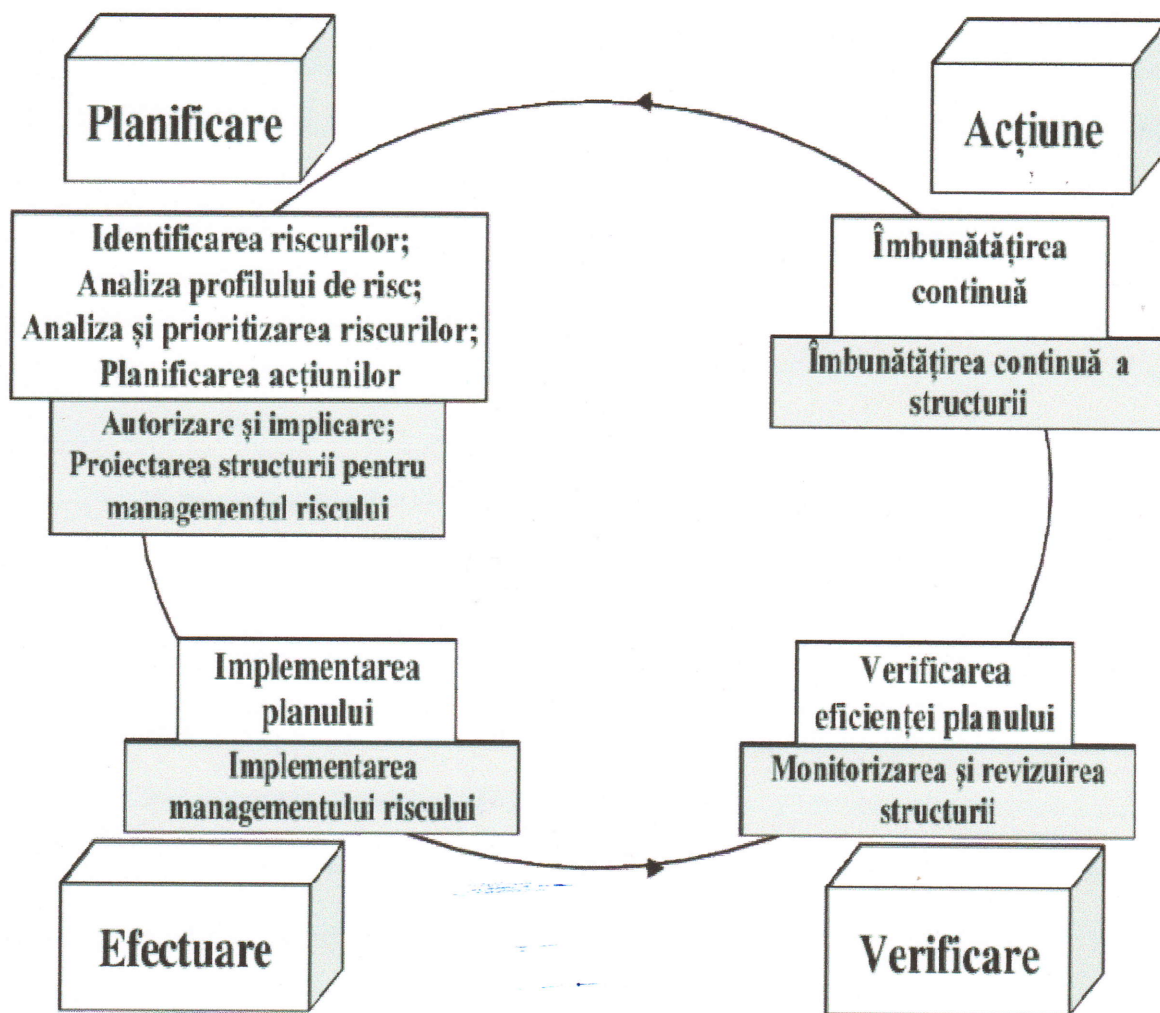 Planificare
Identificarea riscurilor;
Analiza profilului de risc;
Analiza și prioritizarea riscurilor;
Planificarea acțiunilor
Autorizare și implicare;
Proiectarea structurii pentru
managementul riscului
Acțiune
Îmbunătățirea
continuă
Îmbunătățirea continuă a
structurii
Implementarea
planului
Implementarea
managementului riscului
Efectuare
Verificarea
eficienței planului
Monitorizarea și revizuirea
structurii
Verificare